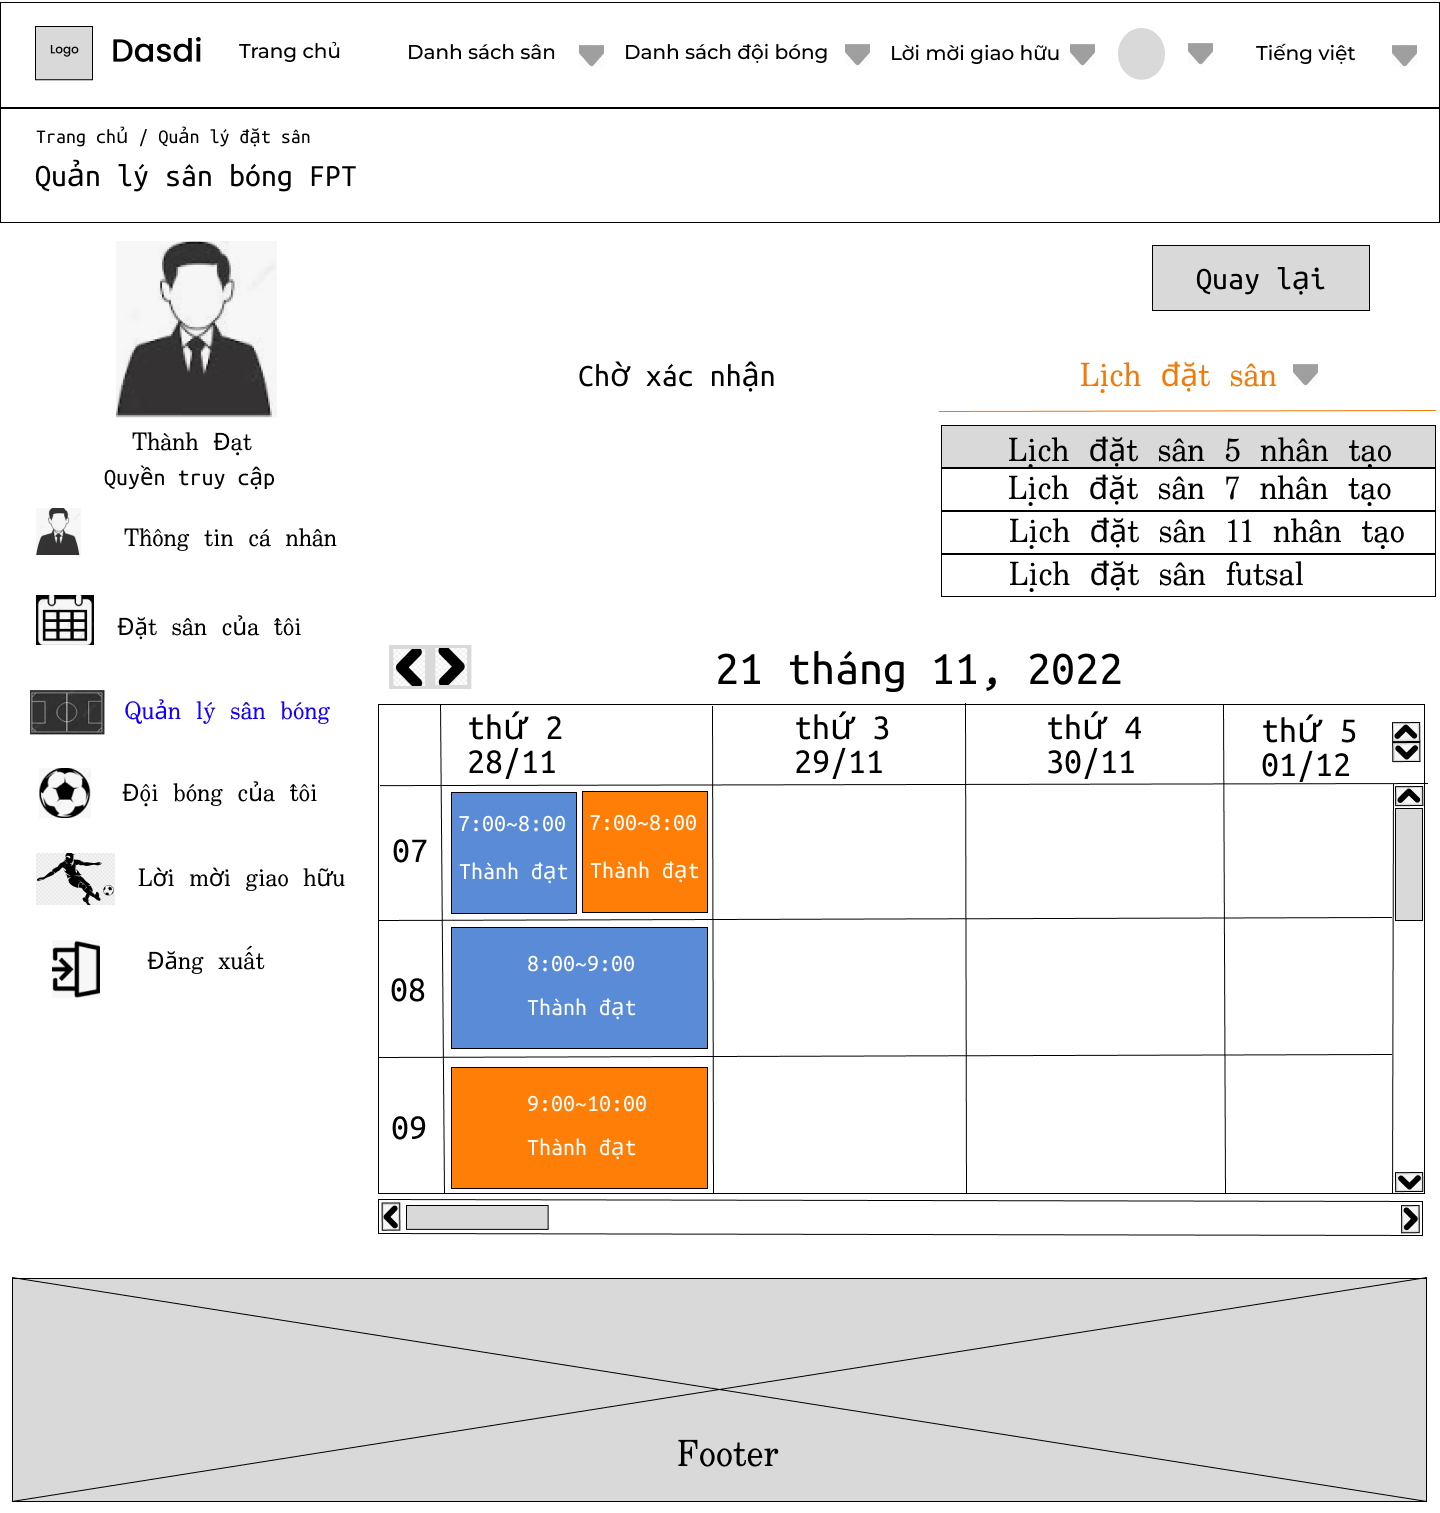 Logo
Dasdi
Trang chủ
Danh sách sân
Danh sách đội bóng
Lời mời giao hữu
Tiếng việt
Trang chủ / Quản lý đặt sân
Quản lý sân bóng FPT
Quay lại
Chờ xác nhận
Lịch đặt sân
Lịch đặt sân 5 nhân tạo
Lịch đặt sân 7 nhân tạo
Lịch đặt sân 11 nhân tạo
Lịch đặt sân futsal
Thành Đạt
Quyền truy cập
Thông tin cá nhân
Đặt sân của tôi
Quản lý sân bóng
Đội bóng của tôi
Lời mời giao hữu
Đăng xuất
21 tháng 11, 2022
thứ 2
28/11
thứ 3
29/11
thứ 4
30/11
thứ 5
01/12
07
7:00~8:00
Thành đạt
7:00~8:00
Thành đạt
08
8:00~9:00
Thành đạt
09
9:00~10:00
Thành đạt
Footer